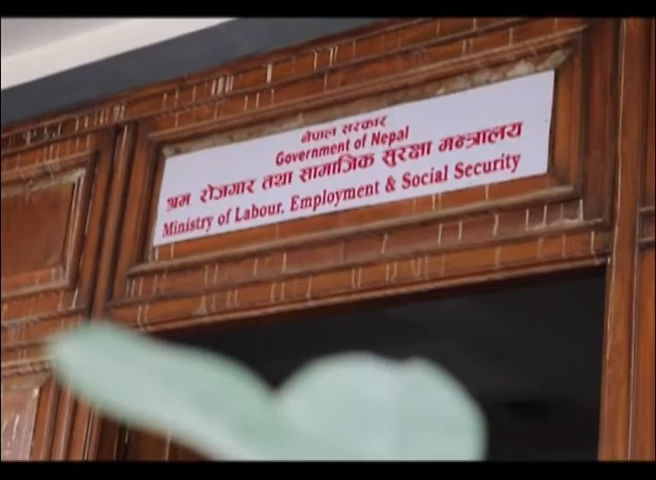 नेपाल सरकार
Government of Nepal
श्रम रोजगार तथा सामाजिक सुरक्षा मन्त्रालय
Ministry of Labour, Employment & Social Security